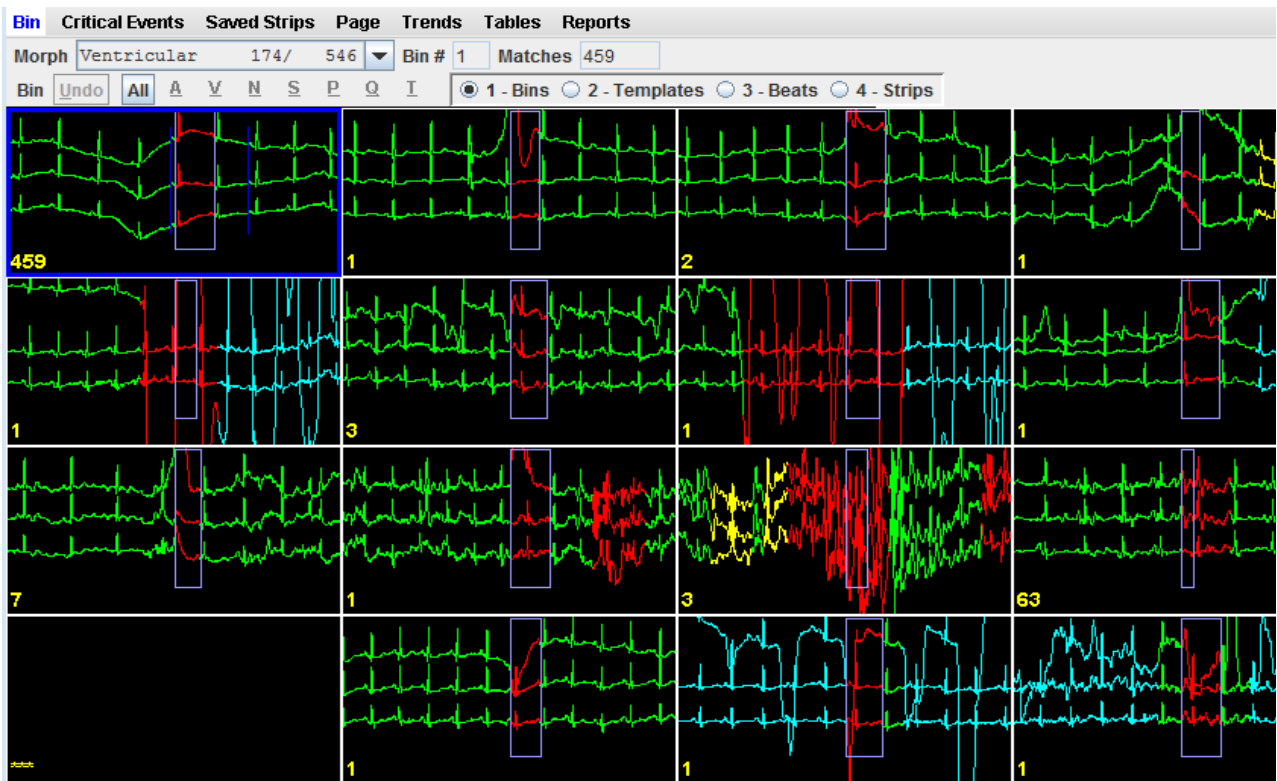 Bin Critical Events Saved Strips Page Trends Tables Reports
Morph Ventricular 174/ 546 Bin # 1 Matches 459
Bin Undo All A V N S P Q T 1 - Bins 2 - Templates 3 - Beats 4 - Strips
459 1 2 1
1 3 1 1
7 1 3 63
1 1 1